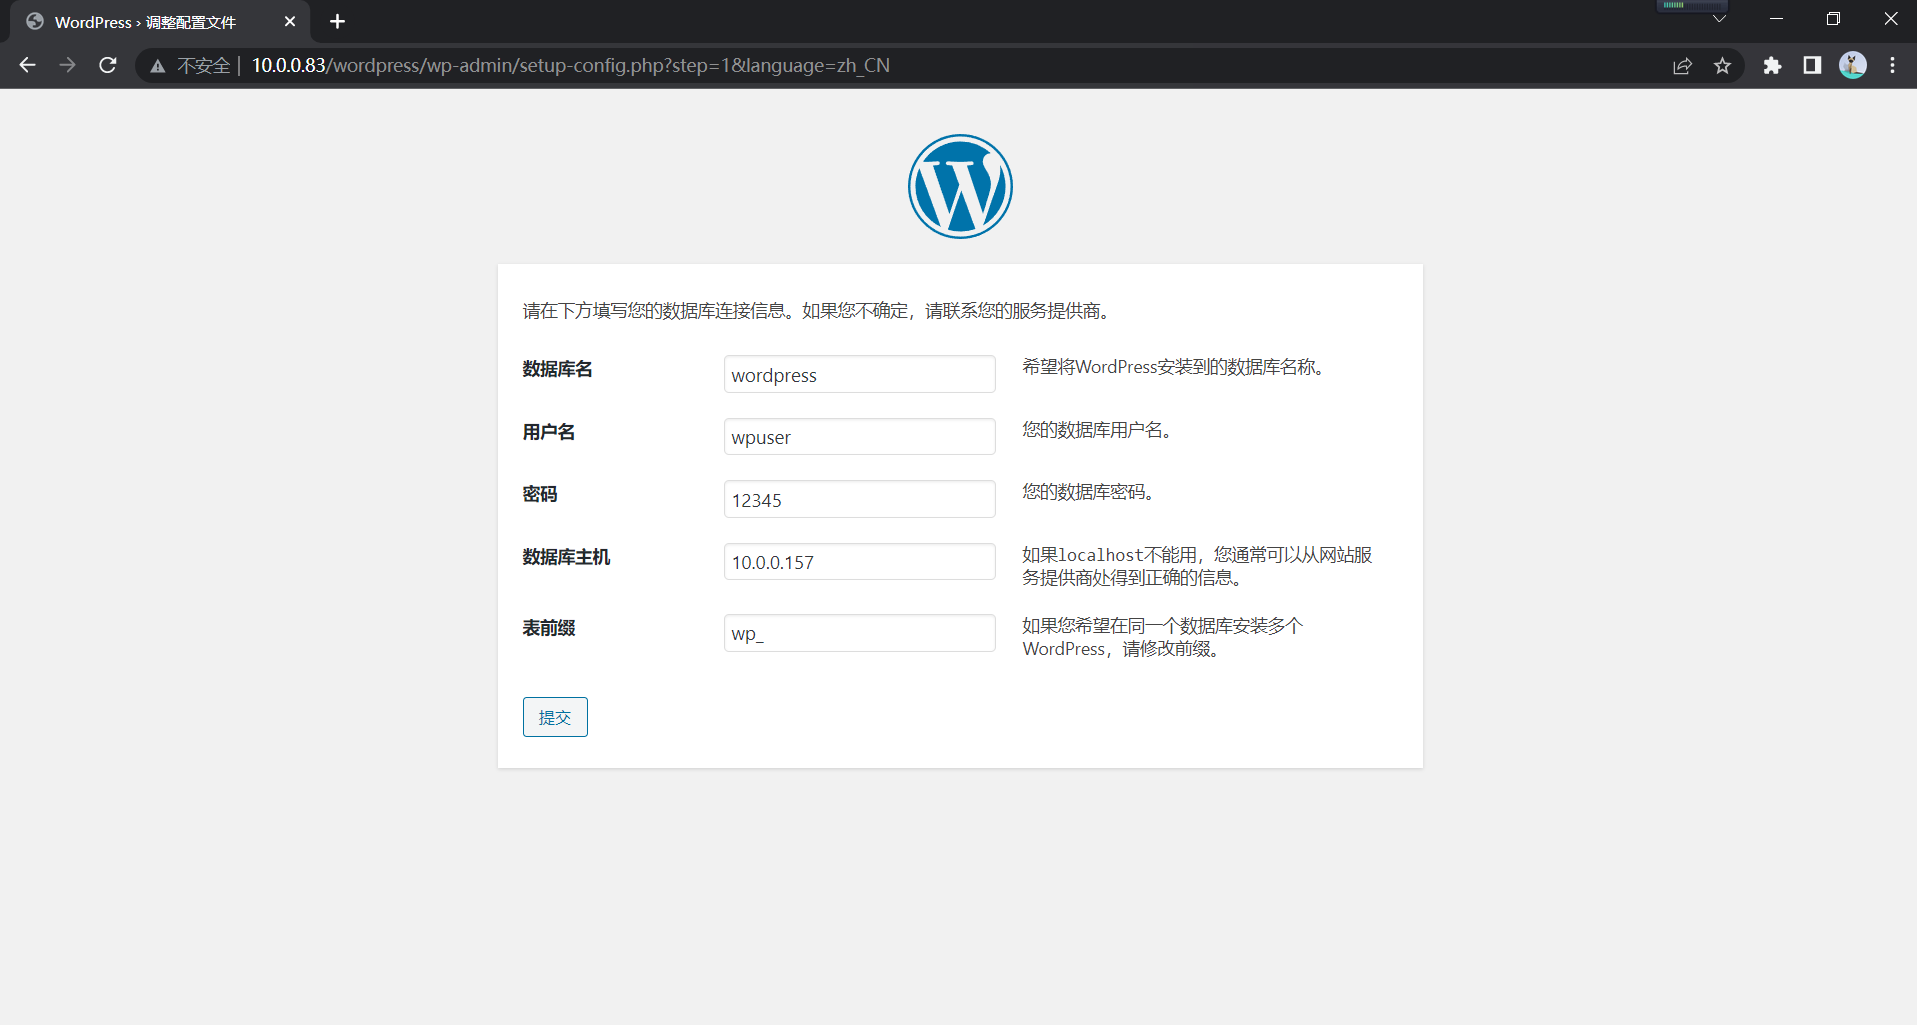 WordPress › 调整配置文件
不安全 | 10.0.0.83/wordpress/wp-admin/setup-config.php?step=1&language=zh_CN
请在下方填写您的数据库连接信息。如果您不确定，请联系您的服务提供商。
数据库名 wordpress 希望将WordPress安装到的数据库名称。
用户名 wpuser 您的数据库用户名。
密码 12345 您的数据库密码。
数据库主机 10.0.0.157 如果localhost不能用，您通常可以从网站服
务提供商处得到正确的信息。
表前缀 wp_ 如果您希望在同一个数据库安装多个
WordPress，请修改前缀。
提交